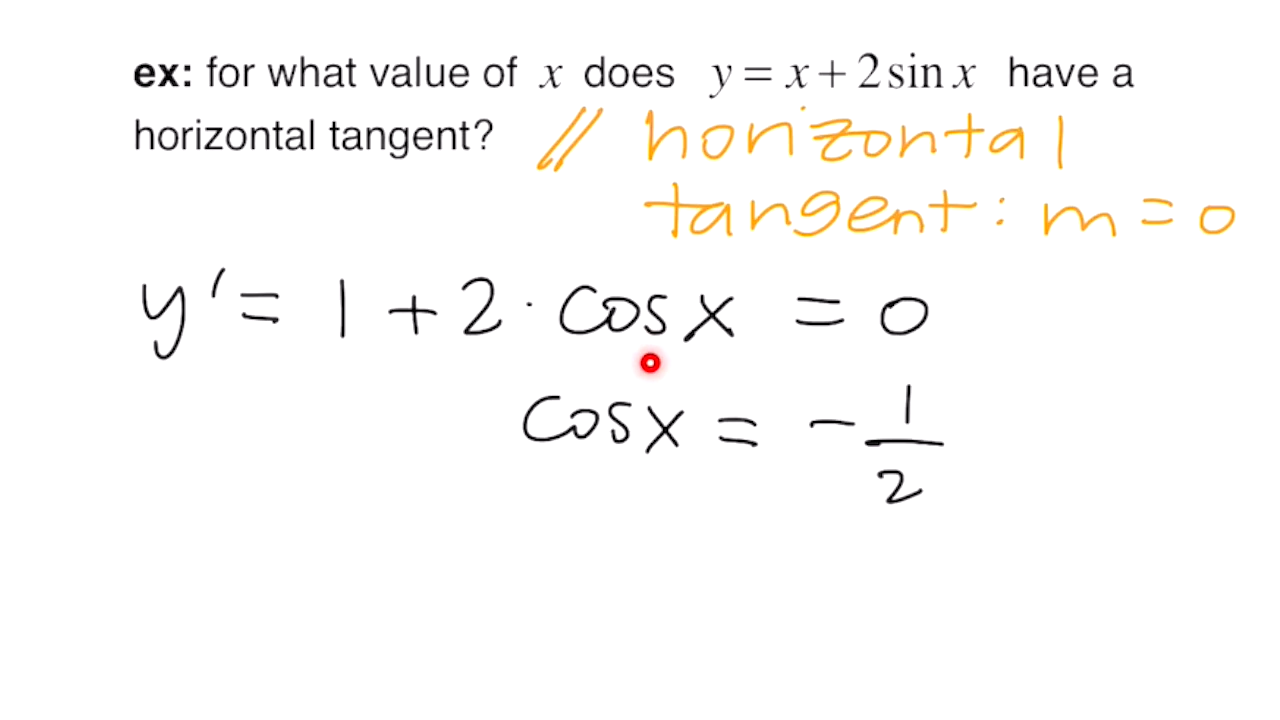 ex: for what value of x does y = x + 2 sin x have a
horizontal tangent? // horizontal
tangent: m = 0
y' = 1 + 2 · cos x = 0
cos x = - 1/2